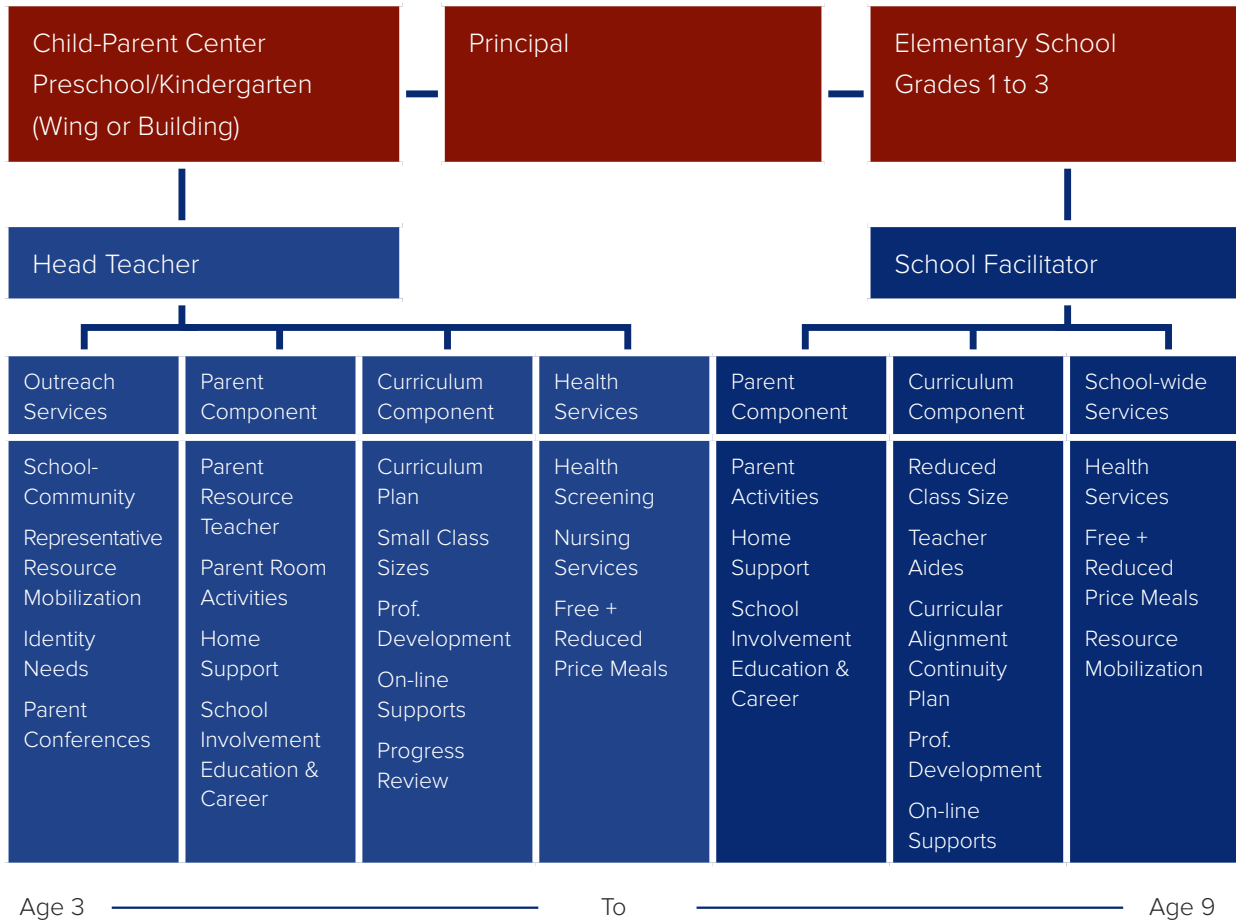 Child-Parent Center
Preschool/Kindergarten
(Wing or Building)
Principal
Elementary School
Grades 1 to 3
Head Teacher
School Facilitator
Outreach
Services
Parent
Component
Curriculum
Component
Health
Services
Parent
Component
Curriculum
Component
School-wide
Services
School-
Community
Representative
Resource
Mobilization
Identity
Needs
Parent
Conferences
Parent
Resource
Teacher
Parent Room
Activities
Home
Support
School
Involvement
Education &
Career
Curriculum
Plan
Small Class
Sizes
Prof.
Development
On-line
Supports
Progress
Review
Health
Screening
Nursing
Services
Free +
Reduced
Price Meals
Parent
Activities
Home
Support
School
Involvement
Education &
Career
Reduced
Class Size
Teacher
Aides
Curricular
Alignment
Continuity
Plan
Prof.
Development
On-line
Supports
Health
Services
Free +
Reduced
Price Meals
Resource
Mobilization
Age 3 To Age 9